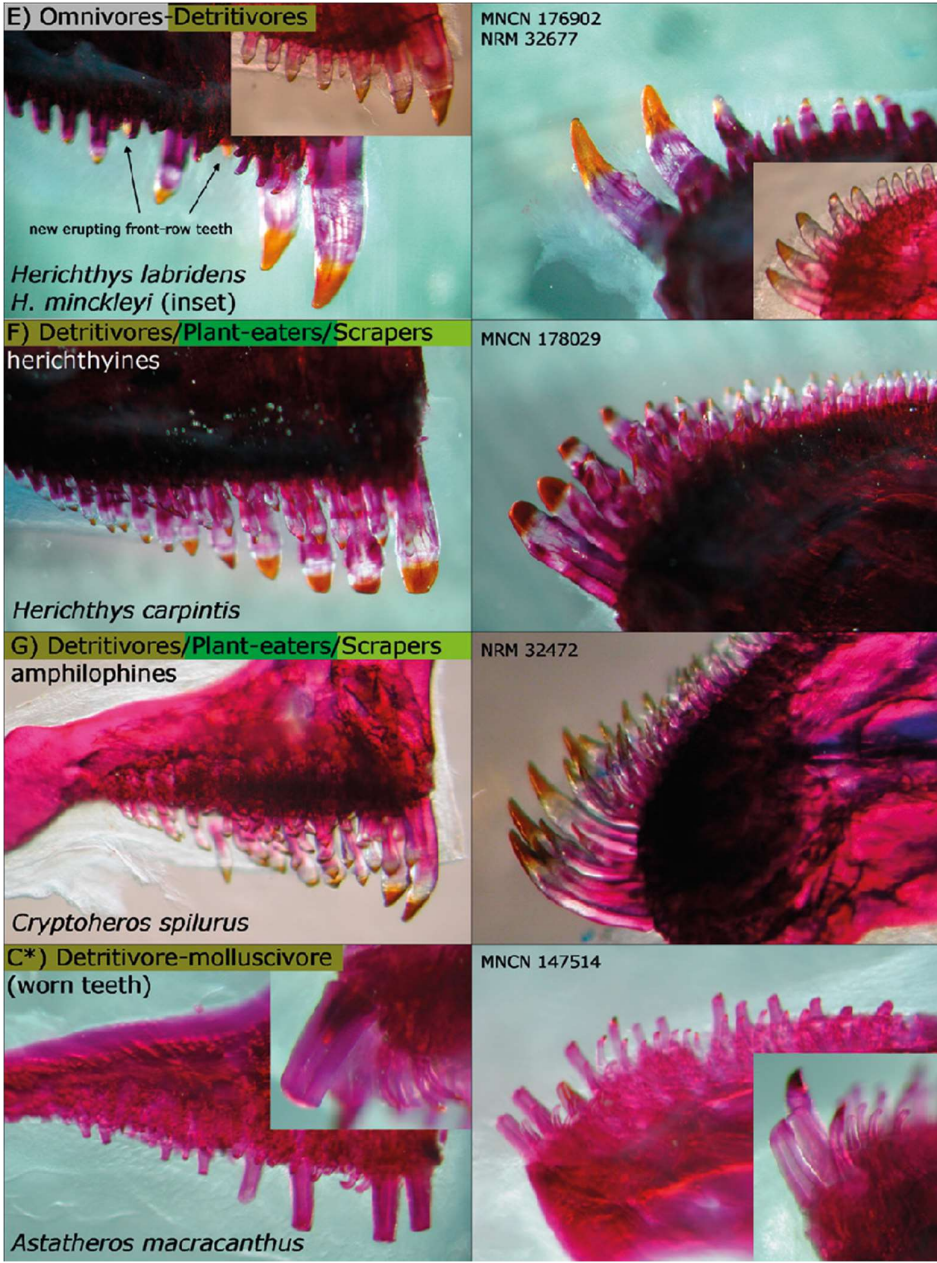 E) Omnivores-Detritivores
MNCN 176902
NRM 32677
new erupting front-row teeth
Herichthys labridens
H. minckleyi (inset)
F) Detritivores/Plant-eaters/Scrapers
herichthyines
MNCN 178029
Herichthys carpintis
G) Detritivores/Plant-eaters/Scrapers
amphilophines
NRM 32472
Cryptoheros spilurus
C*) Detritivore-molluscivore
(worn teeth)
MNCN 147514
Astatheros macracanthus